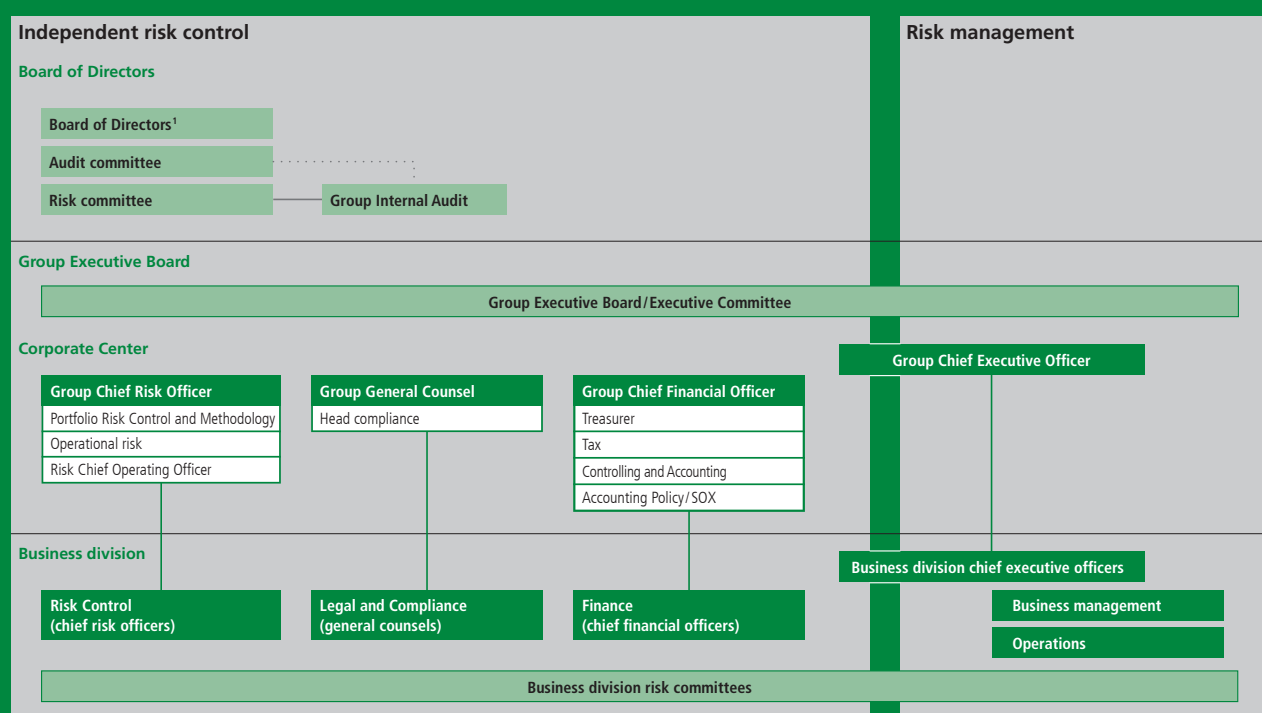 Independent risk control
Risk management
Board of Directors
Board of Directors¹
Audit committee
Risk committee
Group Internal Audit
Group Executive Board
Group Executive Board/Executive Committee
Corporate Center
Group Chief Executive Officer
Group Chief Risk Officer
Portfolio Risk Control and Methodology
Operational risk
Risk Chief Operating Officer
Group General Counsel
Head compliance
Group Chief Financial Officer
Treasurer
Tax
Controlling and Accounting
Accounting Policy/SOX
Business division
Business division chief executive officers
Risk Control
(chief risk officers)
Legal and Compliance
(general counsels)
Finance
(chief financial officers)
Business management
Operations
Business division risk committees